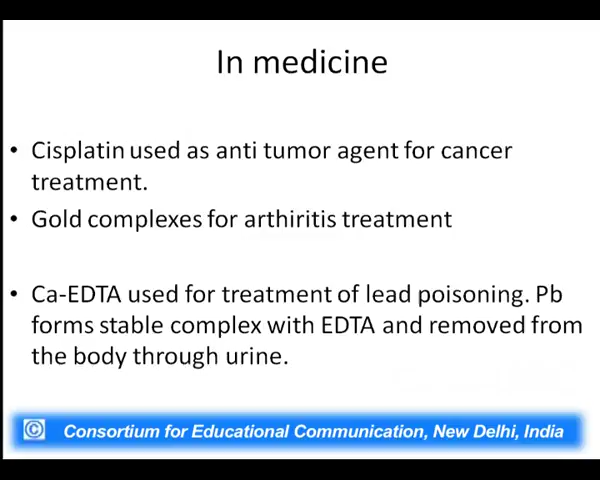 In medicine
• Cisplatin used as anti tumor agent for cancer
treatment.
• Gold complexes for arthiritis treatment
• Ca-EDTA used for treatment of lead poisoning. Pb
forms stable complex with EDTA and removed from
the body through urine.
© Consortium for Educational Communication, New Delhi, India